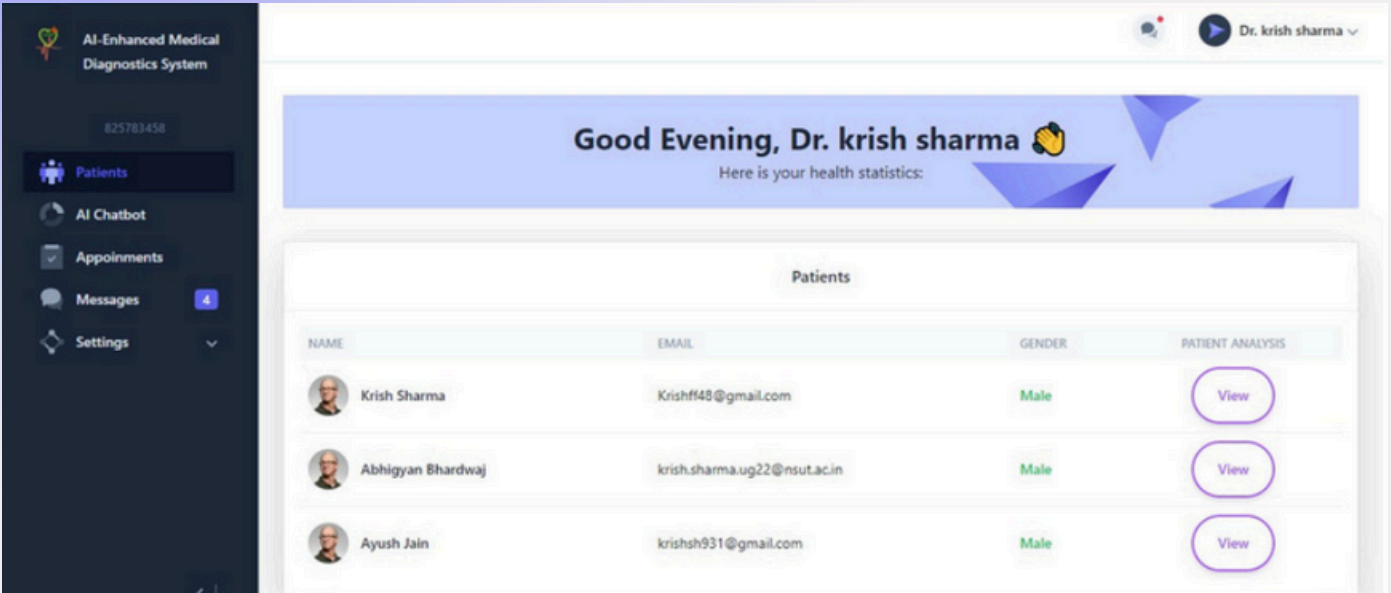 AI-Enhanced Medical
Diagnostics System
825783458
Patients
AI Chatbot
Appoinments
Messages 4
Settings
Dr. krish sharma
Good Evening, Dr. krish sharma 👋
Here is your health statistics:
Patients
NAME EMAIL GENDER PATIENT ANALYSIS
Krish Sharma Krishff48@gmail.com Male View
Abhigyan Bhardwaj krish.sharma.ug22@nsut.ac.in Male View
Ayush Jain krishsh931@gmail.com Male View